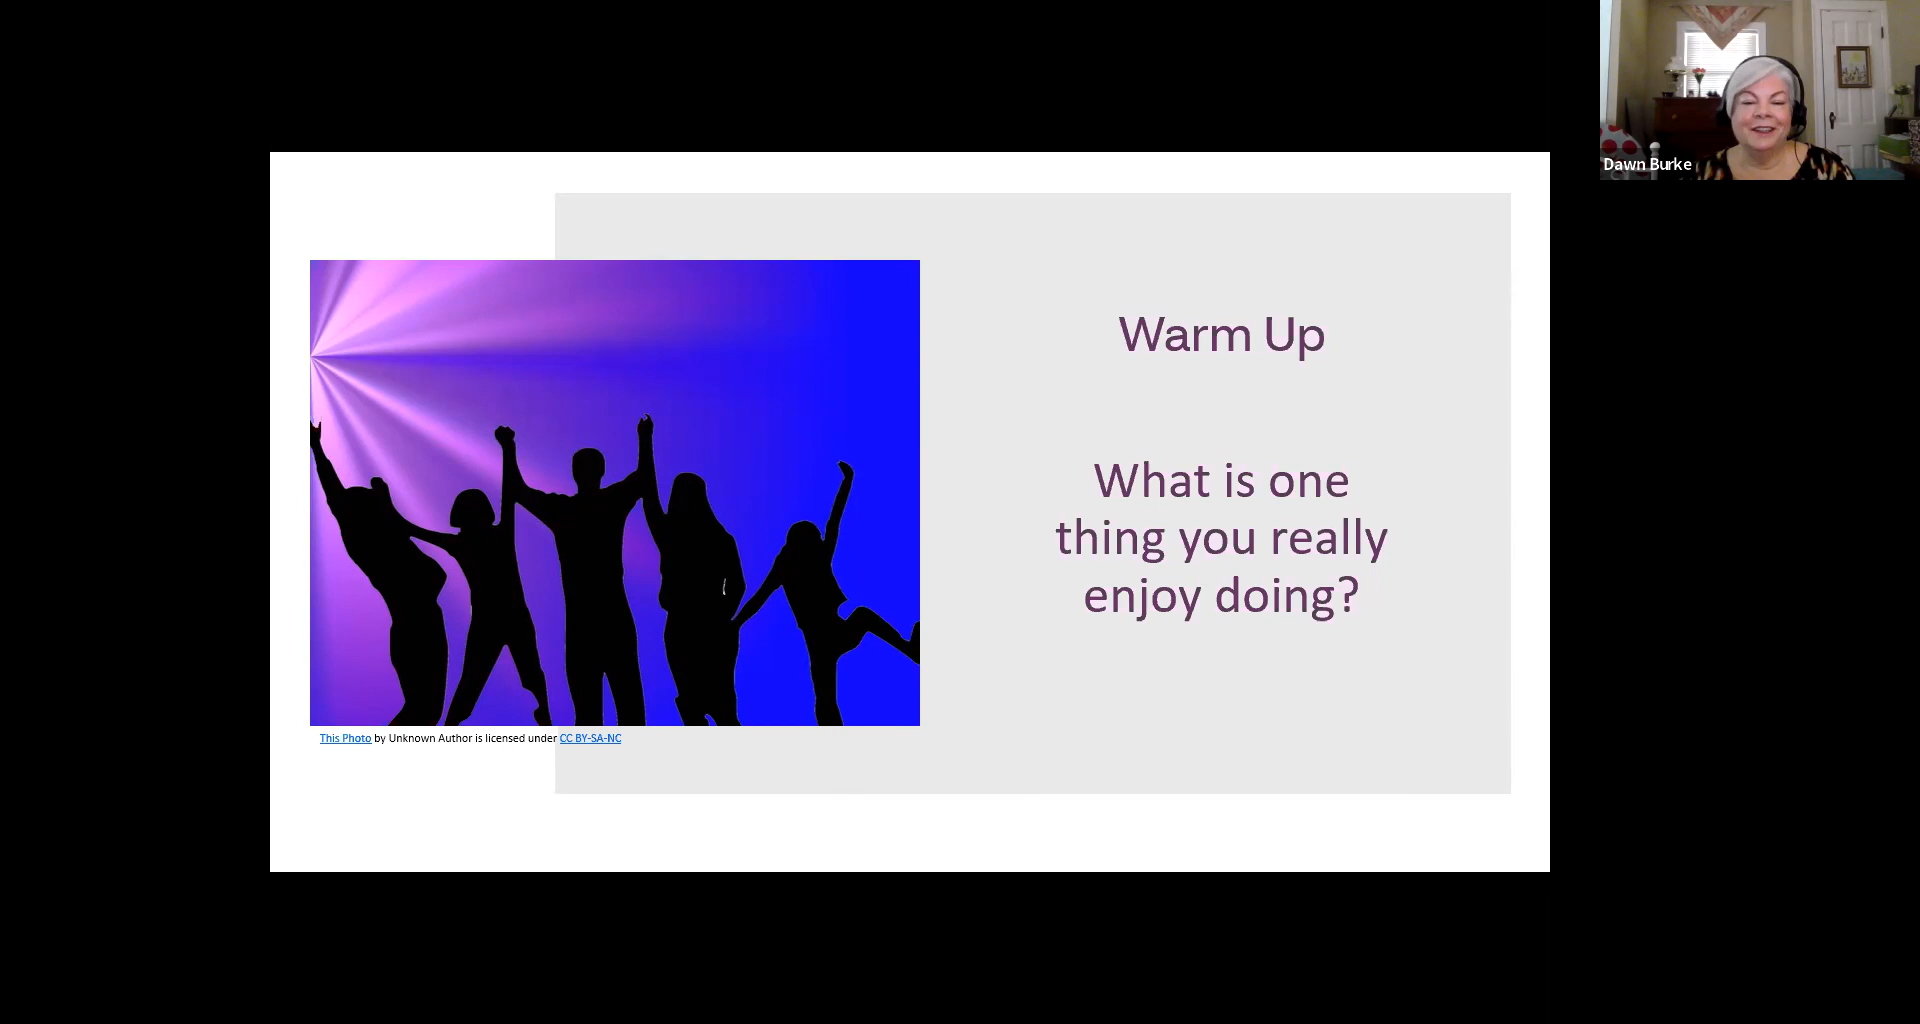 Dawn Burke
Warm Up
What is one
thing you really
enjoy doing?
This Photo by Unknown Author is licensed under CC BY-SA-NC